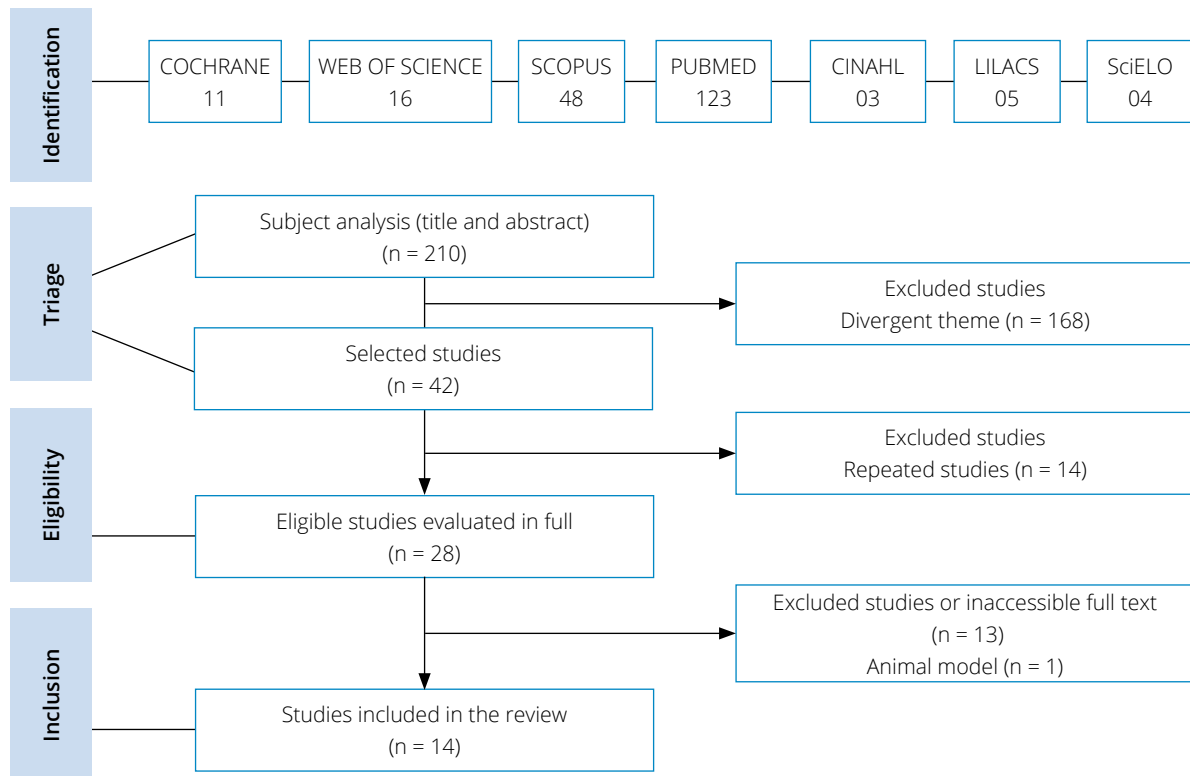 Identification
COCHRANE
11
WEB OF SCIENCE
16
SCOPUS
48
PUBMED
123
CINAHL
03
LILACS
05
SciELO
04
Triage
Subject analysis (title and abstract)
(n = 210)
Excluded studies
Divergent theme (n = 168)
Selected studies
(n = 42)
Eligibility
Excluded studies
Repeated studies (n = 14)
Eligible studies evaluated in full
(n = 28)
Inclusion
Excluded studies or inaccessible full text
(n = 13)
Animal model (n = 1)
Studies included in the review
(n = 14)